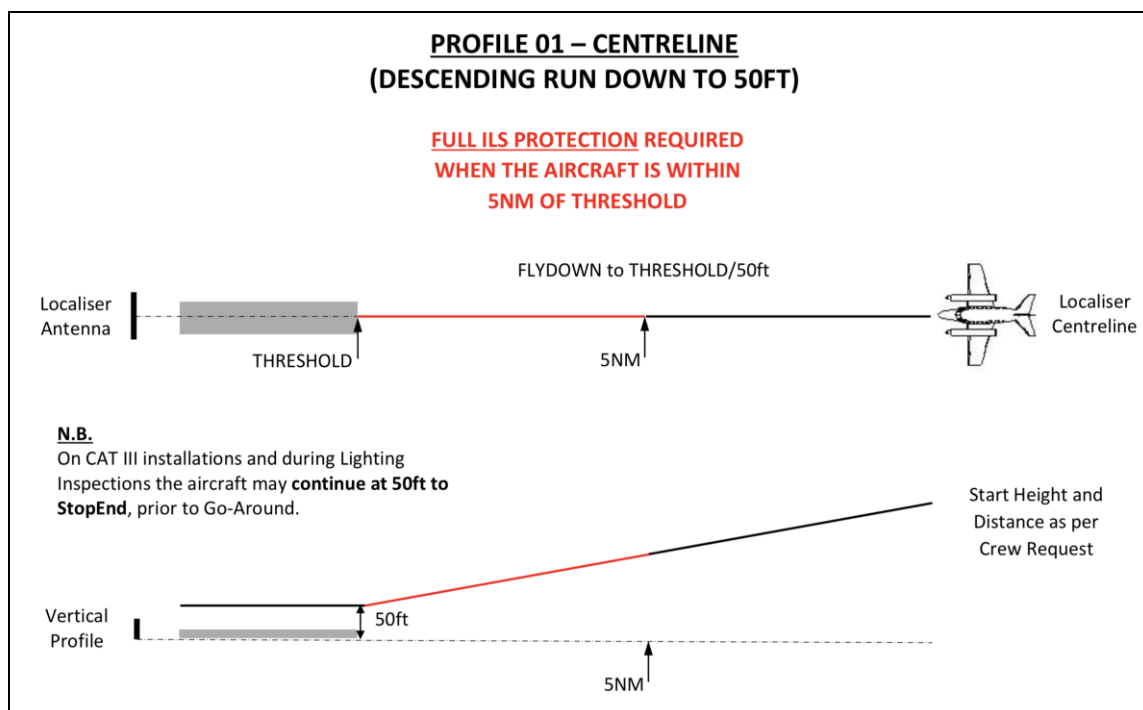 PROFILE 01 – CENTRELINE
(DESCENDING RUN DOWN TO 50FT)
FULL ILS PROTECTION REQUIRED
WHEN THE AIRCRAFT IS WITHIN
5NM OF THRESHOLD
FLYDOWN to THRESHOLD/50ft
Localiser
Antenna
Localiser
Centreline
THRESHOLD
5NM
N.B.
On CAT III installations and during Lighting
Inspections the aircraft may continue at 50ft to
StopEnd, prior to Go-Around.
Start Height and
Distance as per
Crew Request
Vertical
Profile
50ft
5NM